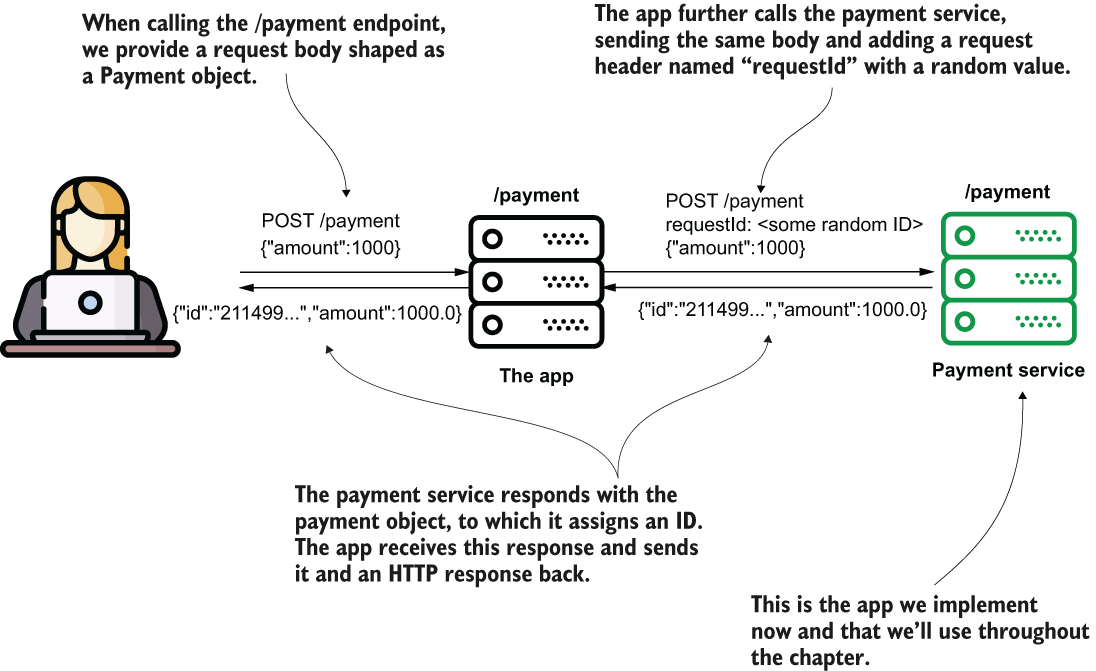 When calling the /payment endpoint,
we provide a request body shaped as
a Payment object.
The app further calls the payment service,
sending the same body and adding a request
header named “requestId” with a random value.
POST /payment
{"amount":1000}
/payment
POST /payment
requestId: <some random ID>
{"amount":1000}
/payment
{"id":"211499...","amount":1000.0}
{"id":"211499...","amount":1000.0}
The app
Payment service
The payment service responds with the
payment object, to which it assigns an ID.
The app receives this response and sends
it and an HTTP response back.
This is the app we implement
now and that we’ll use throughout
the chapter.